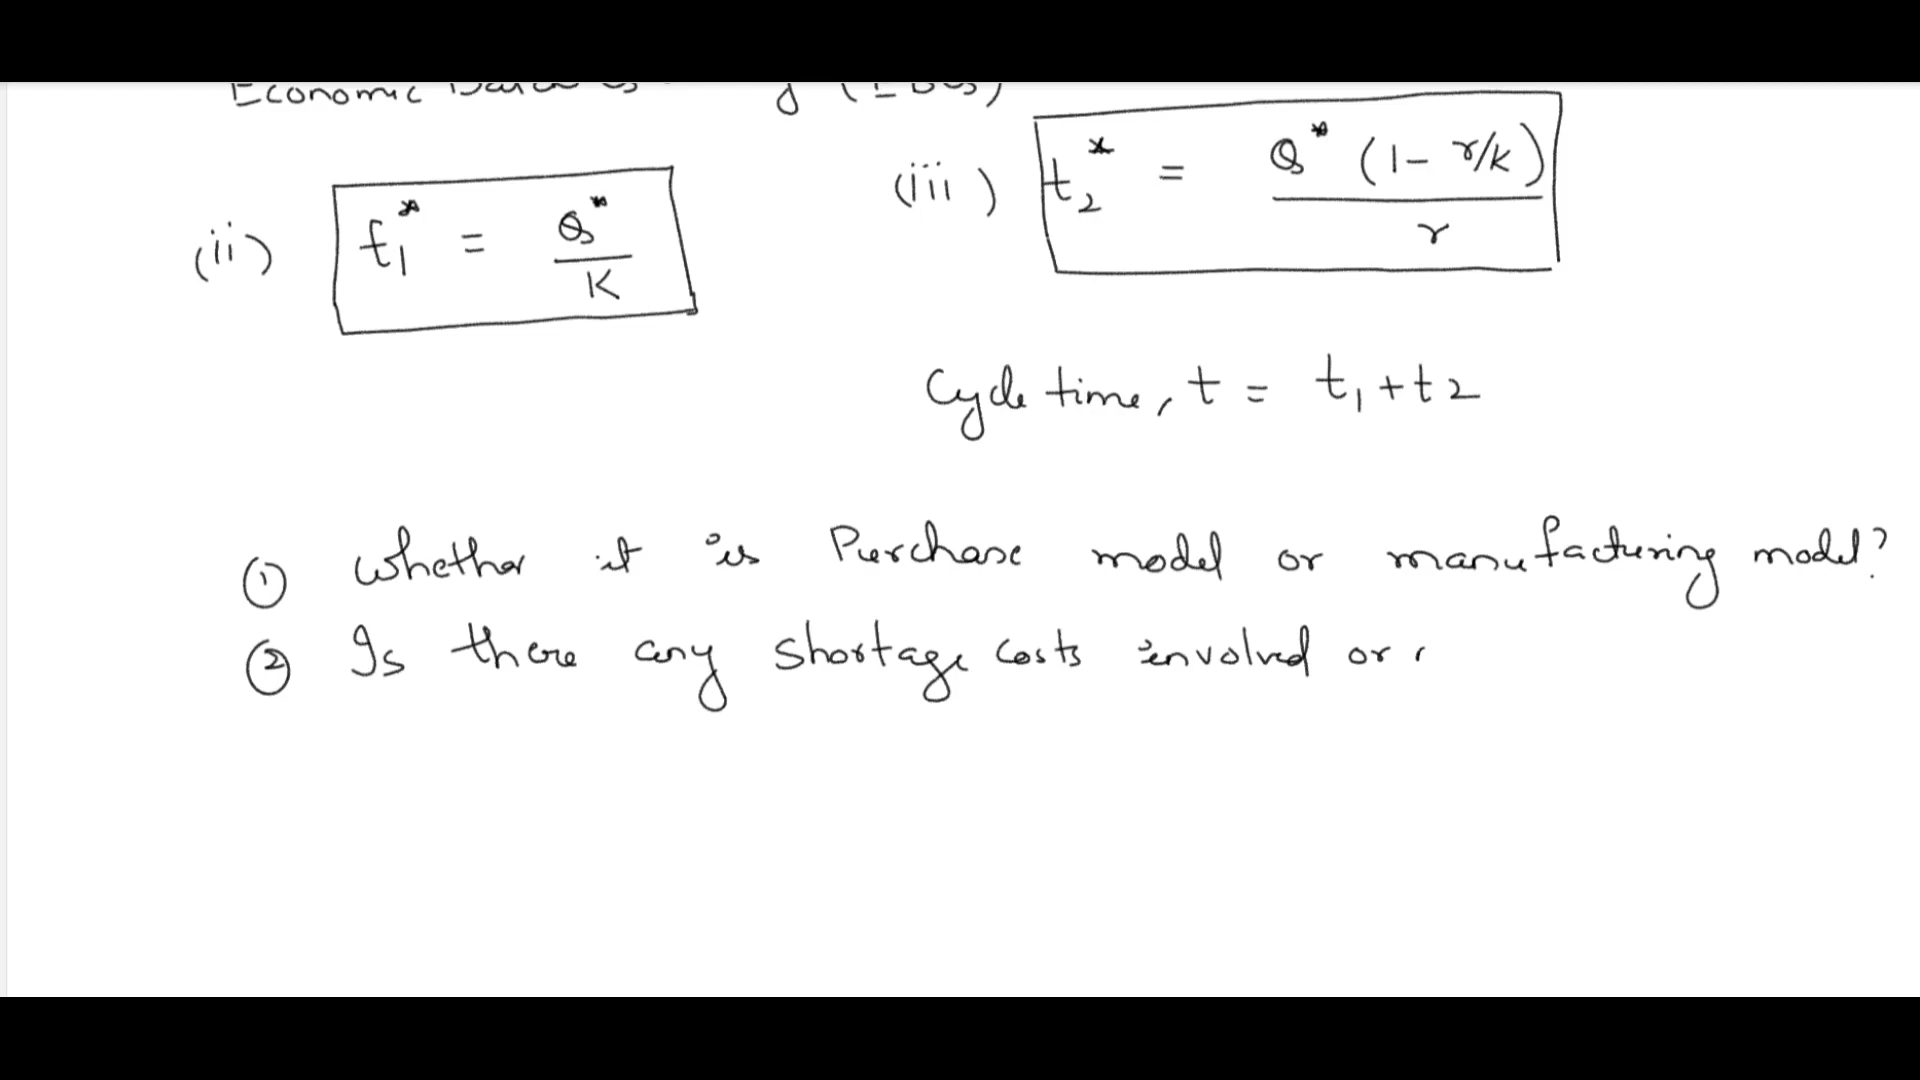 Economic
(ii) t₁* = Q*/K
(iii) t₂* = Q* (1 - r/k) / r
Cycle time, t = t₁ + t2
① Whether it is Purchase model or manufacturing model?
② Is there any shortage costs involved or